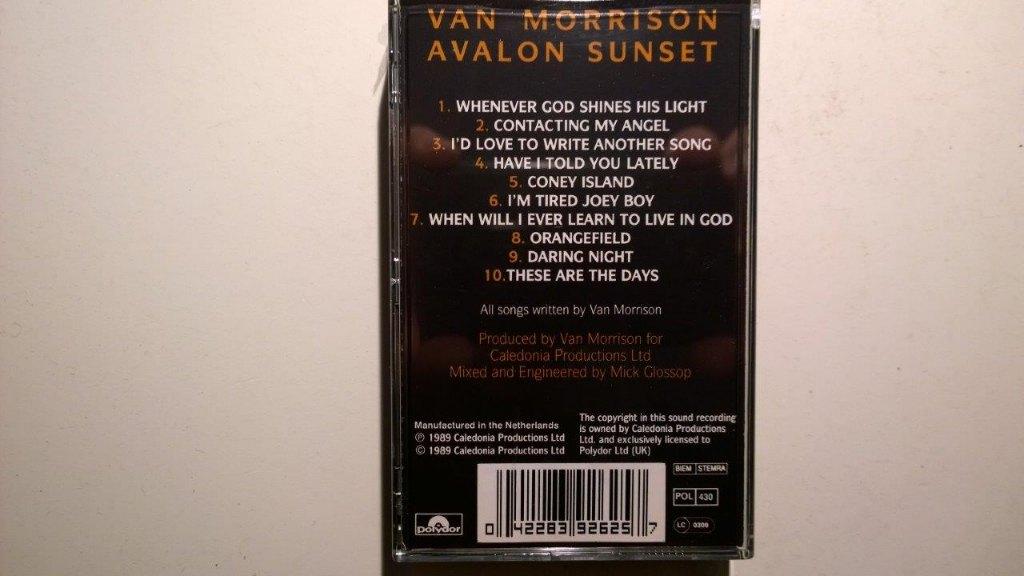 VAN MORRISON
AVALON SUNSET
1. WHENEVER GOD SHINES HIS LIGHT
2. CONTACTING MY ANGEL
3. I'D LOVE TO WRITE ANOTHER SONG
4. HAVE I TOLD YOU LATELY
5. CONEY ISLAND
6. I'M TIRED JOEY BOY
7. WHEN WILL I EVER LEARN TO LIVE IN GOD
8. ORANGEFIELD
9. DARING NIGHT
10.THESE ARE THE DAYS
All songs written by Van Morrison
Produced by Van Morrison for
Caledonia Productions Ltd
Mixed and Engineered by Mick Glossop
Manufactured in the Netherlands
℗ 1989 Caledonia Productions Ltd
© 1989 Caledonia Productions Ltd
The copyright in this sound recording
is owned by Caledonia Productions
Ltd. and exclusively licensed to
Polydor Ltd (UK)
BIEM STEMRA
POL 430
LC 0309
polydor
0 42283 92625 7